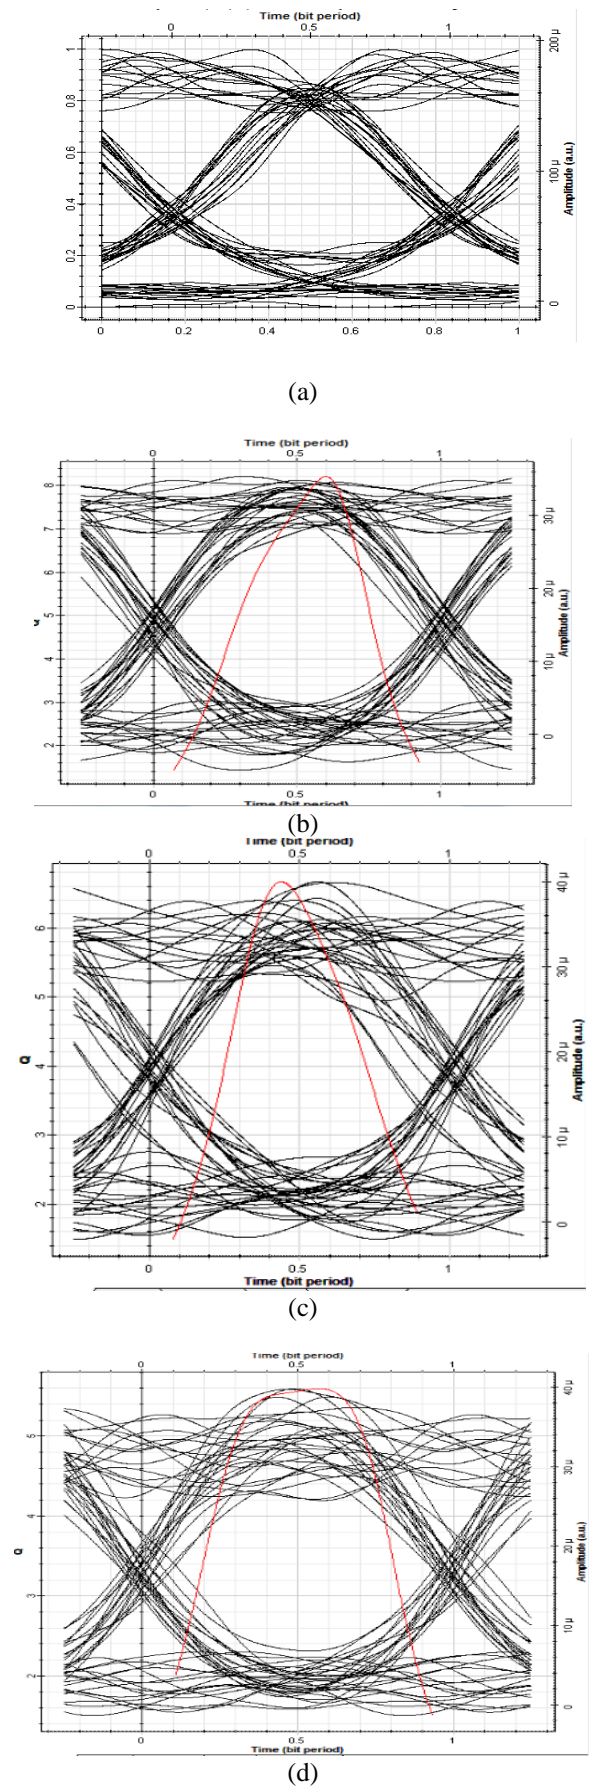 Time (bit period)
0 0.5 1
1
0.8
0.6
0.4
0.2
0
200 µ
100 µ
0
Amplitude (a.u.)
0 0.2 0.4 0.6 0.8 1
(a)
Time (bit period)
0 0.5 1
8
7
6
5
4
3
2
30 µ
20 µ
10 µ
0
Amplitude (a.u.)
0 0.5 1
Time (bit period)
(b)
Time (bit period)
0 0.5 1
6
5
4
3
2
Q
40 µ
30 µ
20 µ
10 µ
0
Amplitude (a.u.)
0 0.5 1
Time (bit period)
(c)
Time (bit period)
0 0.5 1
5
4
3
2
Q
40 µ
30 µ
20 µ
10 µ
0
Amplitude (a.u.)
0 0.5 1
Time (bit period)
(d)